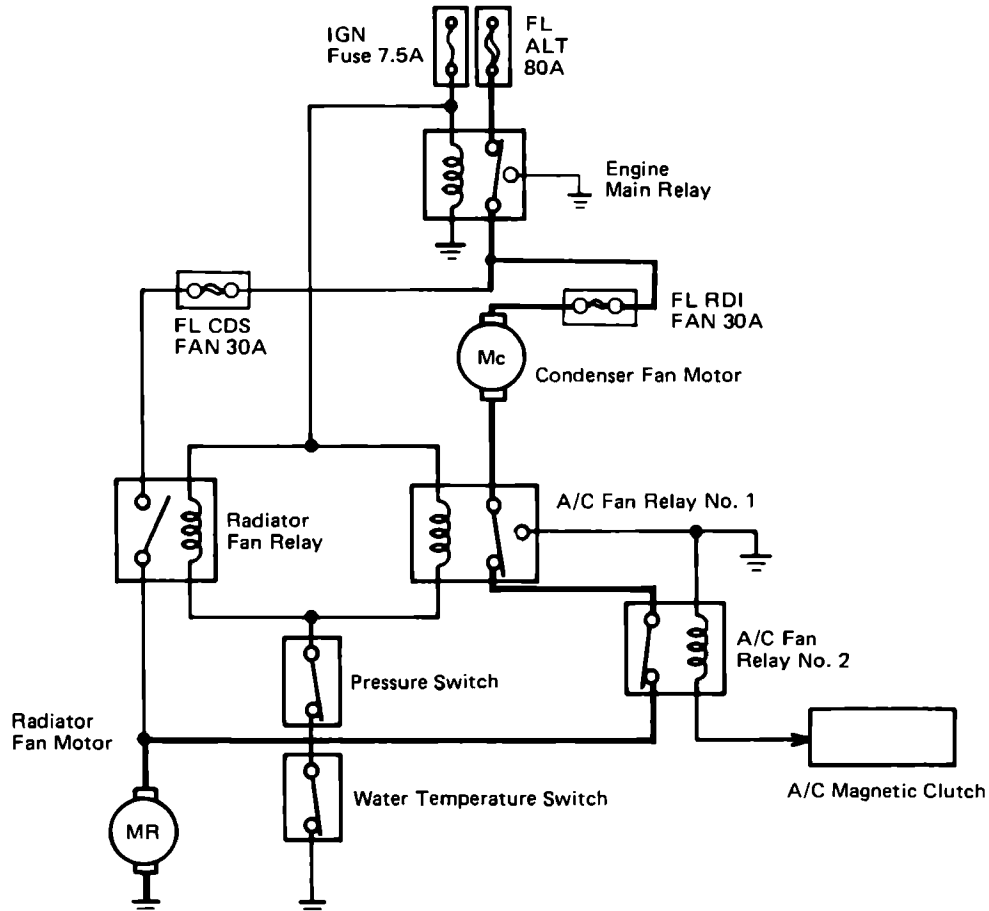 IGN
Fuse 7.5A
FL
ALT
80A
Engine
Main Relay
FL CDS
FAN 30A
FL RDI
FAN 30A
Mc
Condenser Fan Motor
A/C Fan Relay No. 1
Radiator
Fan Relay
A/C Fan
Relay No. 2
Pressure Switch
Radiator
Fan Motor
A/C Magnetic Clutch
Water Temperature Switch
MR